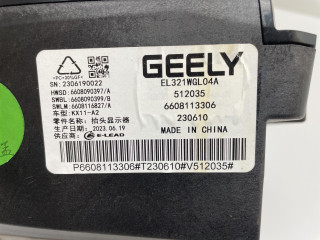 >PC+30%GF<
SN: 2306190022
HWSD: 6608090397/A
SWBL: 6608090399/B
SWLM: 6608116827/A
车型: KX11-A2
零件名称: 抬头显示器
生产日期: 2023.06.19
供应商: E-LEAD
GEELY
EL321WGL04A
512035
6608113306
230610
MADE IN CHINA
P6608113306#T230610#V512035#